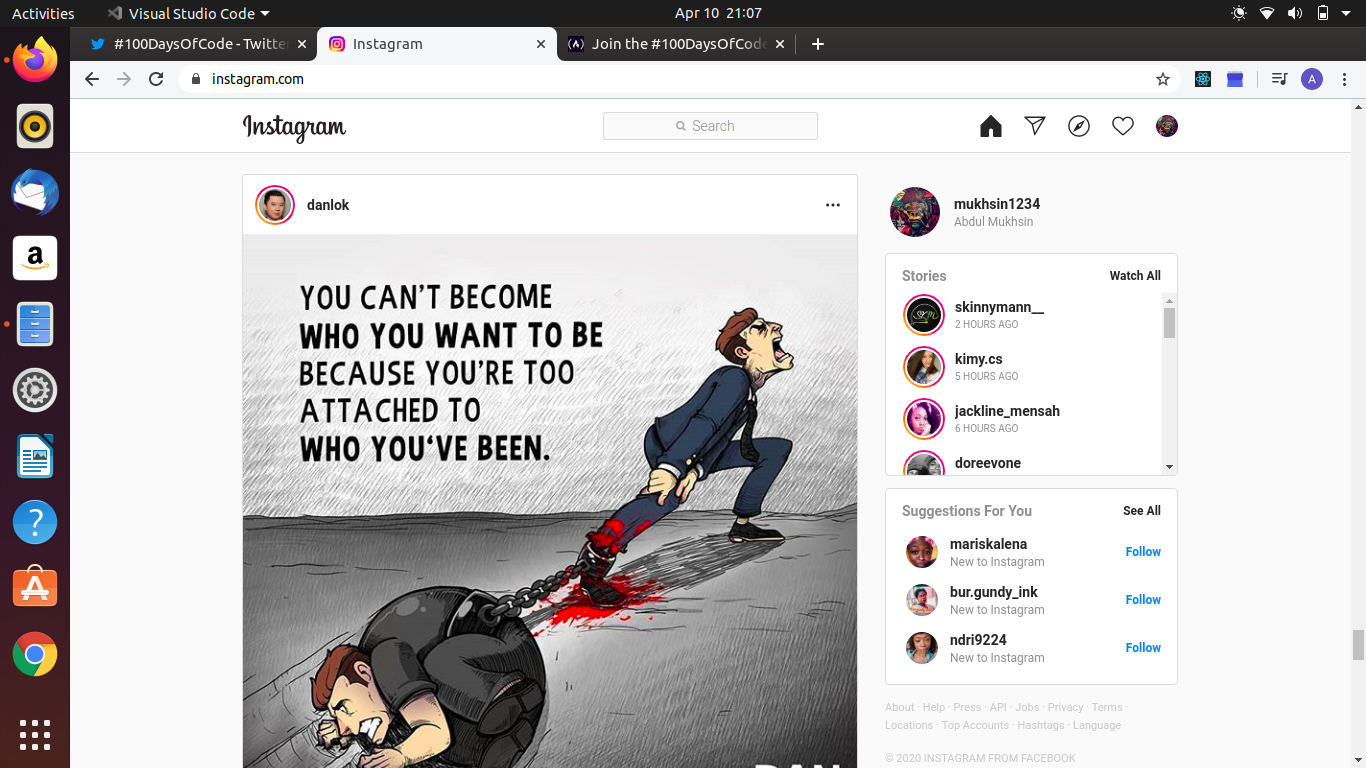 Activities
Visual Studio Code
Apr 10 21:07
#100DaysOfCode - Twitte
Instagram
Join the #100DaysOfCode
instagram.com
A
Instagram
Search
danlok
YOU CAN'T BECOME
WHO YOU WANT TO BE
BECAUSE YOU'RE TOO
ATTACHED TO
WHO YOU'VE BEEN.
DAN
mukhsin1234
Abdul Mukhsin
Stories
Watch All
skinnymann__
2 HOURS AGO
kimy.cs
5 HOURS AGO
jackline_mensah
6 HOURS AGO
doreevone
Suggestions For You
See All
mariskalena
New to Instagram
Follow
bur.gundy_ink
New to Instagram
Follow
ndri9224
New to Instagram
Follow
About · Help · Press · API · Jobs · Privacy · Terms ·
Locations · Top Accounts · Hashtags · Language
© 2020 INSTAGRAM FROM FACEBOOK